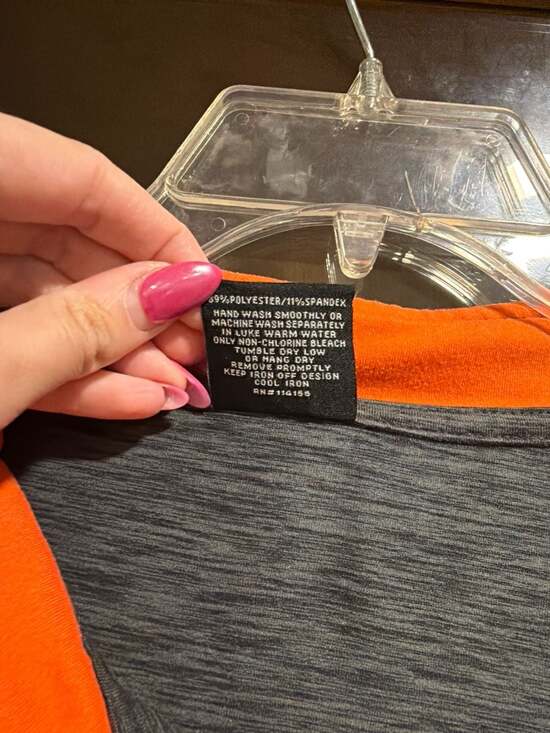 89%POLYESTER/11%SPANDEX
HAND WASH SMOOTHLY OR
MACHINE WASH SEPARATELY
IN LUKE WARM WATER
ONLY NON-CHLORINE BLEACH
TUMBLE DRY LOW
OR HANG DRY
REMOVE PROMPTLY
KEEP IRON OFF DESIGN
COOL IRON
RN#114155